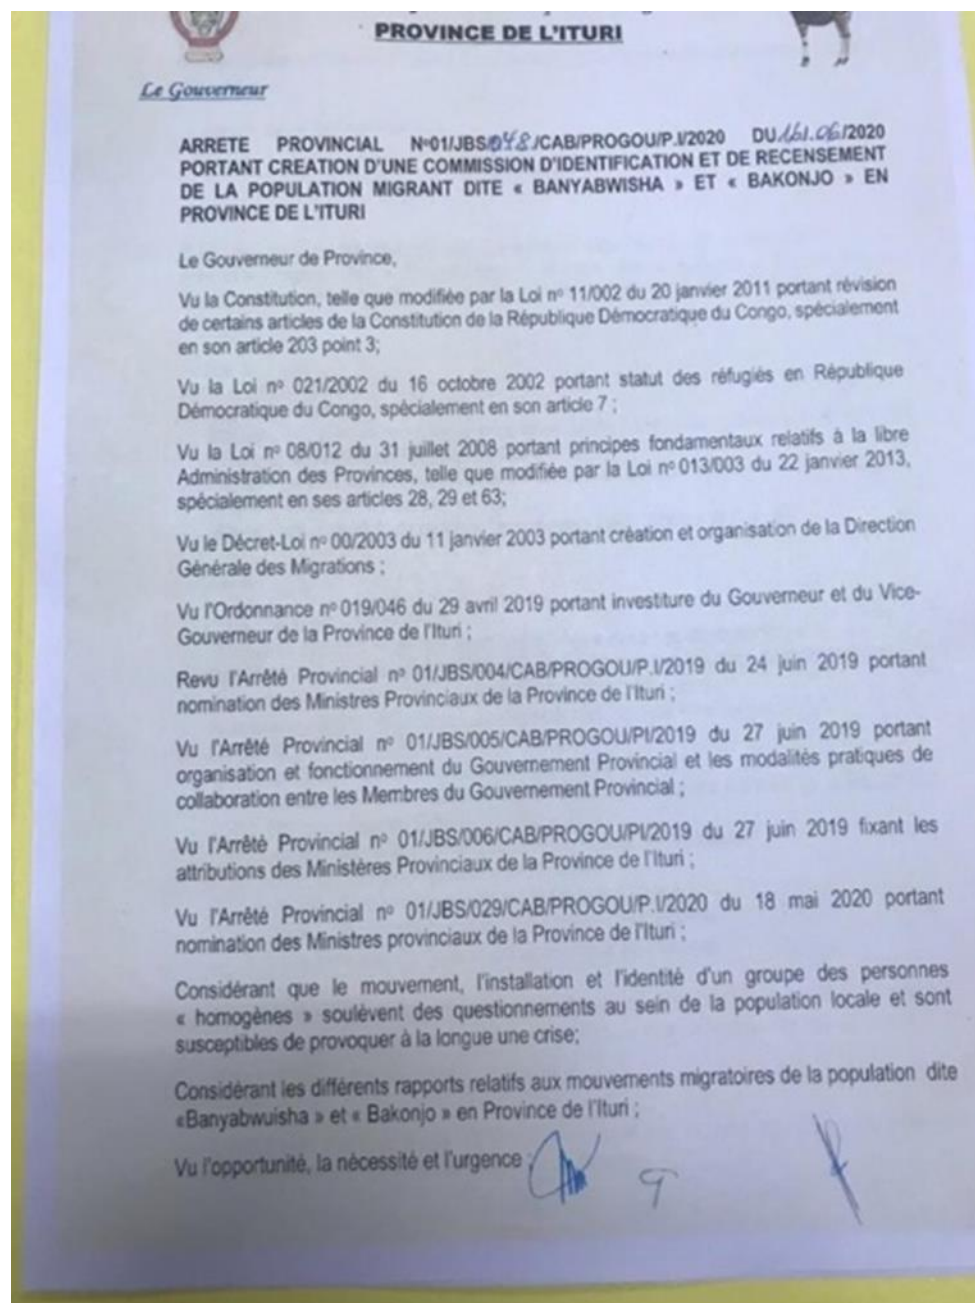 PROVINCE DE L'ITURI
Le Gouverneur
ARRETE PROVINCIAL N°01/JBS/048/CAB/PROGOU/P.I/2020 DU 16/.06/2020
PORTANT CREATION D'UNE COMMISSION D'IDENTIFICATION ET DE RECENSEMENT
DE LA POPULATION MIGRANT DITE « BANYABWISHA » ET « BAKONJO » EN
PROVINCE DE L'ITURI
Le Gouverneur de Province,
Vu la Constitution, telle que modifiée par la Loi n° 11/002 du 20 janvier 2011 portant révision
de certains articles de la Constitution de la République Démocratique du Congo, spécialement
en son article 203 point 3;
Vu la Loi n° 021/2002 du 16 octobre 2002 portant statut des réfugiés en République
Démocratique du Congo, spécialement en son article 7 ;
Vu la Loi n° 08/012 du 31 juillet 2008 portant principes fondamentaux relatifs à la libre
Administration des Provinces, telle que modifiée par la Loi n° 013/003 du 22 janvier 2013,
spécialement en ses articles 28, 29 et 63;
Vu le Décret-Loi n° 00/2003 du 11 janvier 2003 portant création et organisation de la Direction
Générale des Migrations ;
Vu l'Ordonnance n° 019/046 du 29 avril 2019 portant investiture du Gouverneur et du Vice-
Gouverneur de la Province de l'Ituri ;
Revu l'Arrêté Provincial n° 01/JBS/004/CAB/PROGOU/P.I/2019 du 24 juin 2019 portant
nomination des Ministres Provinciaux de la Province de l'Ituri ;
Vu l'Arrêté Provincial n° 01/JBS/005/CAB/PROGOU/PI/2019 du 27 juin 2019 portant
organisation et fonctionnement du Gouvernement Provincial et les modalités pratiques de
collaboration entre les Membres du Gouvernement Provincial ;
Vu l'Arrêté Provincial n° 01/JBS/006/CAB/PROGOU/PI/2019 du 27 juin 2019 fixant les
attributions des Ministères Provinciaux de la Province de l'Ituri ;
Vu l'Arrêté Provincial n° 01/JBS/029/CAB/PROGOU/P.I/2020 du 18 mai 2020 portant
nomination des Ministres provinciaux de la Province de l'Ituri ;
Considérant que le mouvement, l'installation et l'identité d'un groupe des personnes
« homogènes » soulèvent des questionnements au sein de la population locale et sont
susceptibles de provoquer à la longue une crise;
Considérant les différents rapports relatifs aux mouvements migratoires de la population dite
«Banyabwuisha » et « Bakonjo » en Province de l'Ituri ;
Vu l'opportunité, la nécessité et l'urgence ;